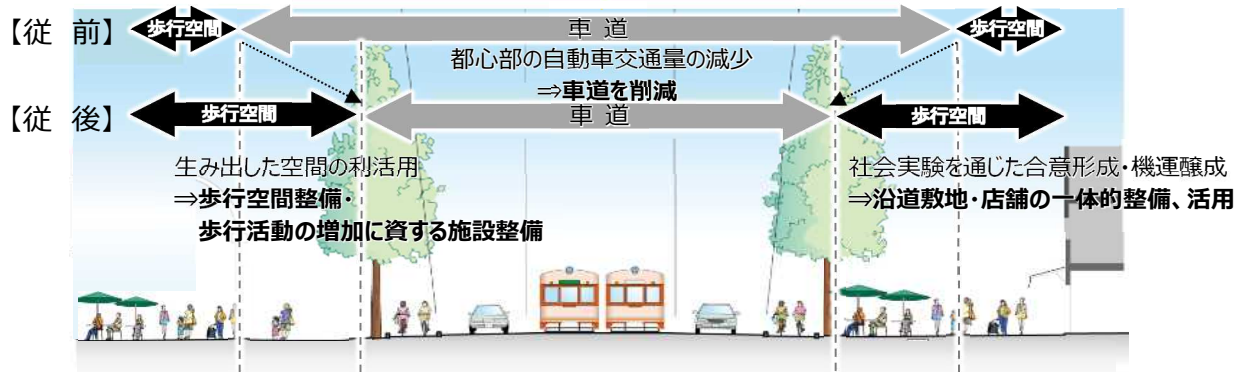 【従 前】 歩行空間 車 道 歩行空間
都心部の自動車交通量の減少
⇒車道を削減
【従 後】 歩行空間 車 道 歩行空間
生み出した空間の利活用
⇒歩行空間整備・
歩行活動の増加に資する施設整備
社会実験を通じた合意形成・機運醸成
⇒沿道敷地・店舗の一体的整備、活用